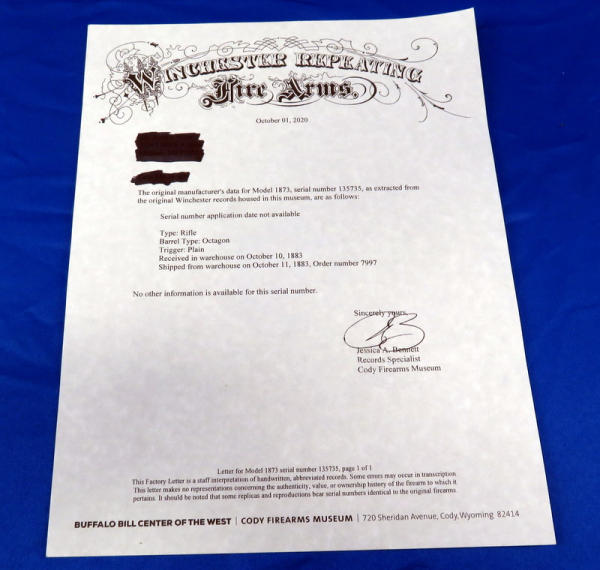 WINCHESTER REPEATING
Fire Arms.
October 01, 2020
The original manufacturer's data for Model 1873, serial number 135735, as extracted from
the original Winchester records housed in this museum, are as follows:
Serial number application date not available
Type: Rifle
Barrel Type: Octagon
Trigger: Plain
Received in warehouse on October 10, 1883
Shipped from warehouse on October 11, 1883, Order number 7997
No other information is available for this serial number.
Sincerely yours,
Jessica A. Bennett
Records Specialist
Cody Firearms Museum
Letter for Model 1873 serial number 135735, page 1 of 1
This Factory Letter is a staff interpretation of handwritten, abbreviated records. Some errors may occur in transcription.
This letter makes no representations concerning the authenticity, value, or ownership history of the firearm to which it
pertains. It should be noted that some replicas and reproductions bear serial numbers identical to the original firearms.
BUFFALO BILL CENTER OF THE WEST | CODY FIREARMS MUSEUM | 720 Sheridan Avenue, Cody, Wyoming 82414